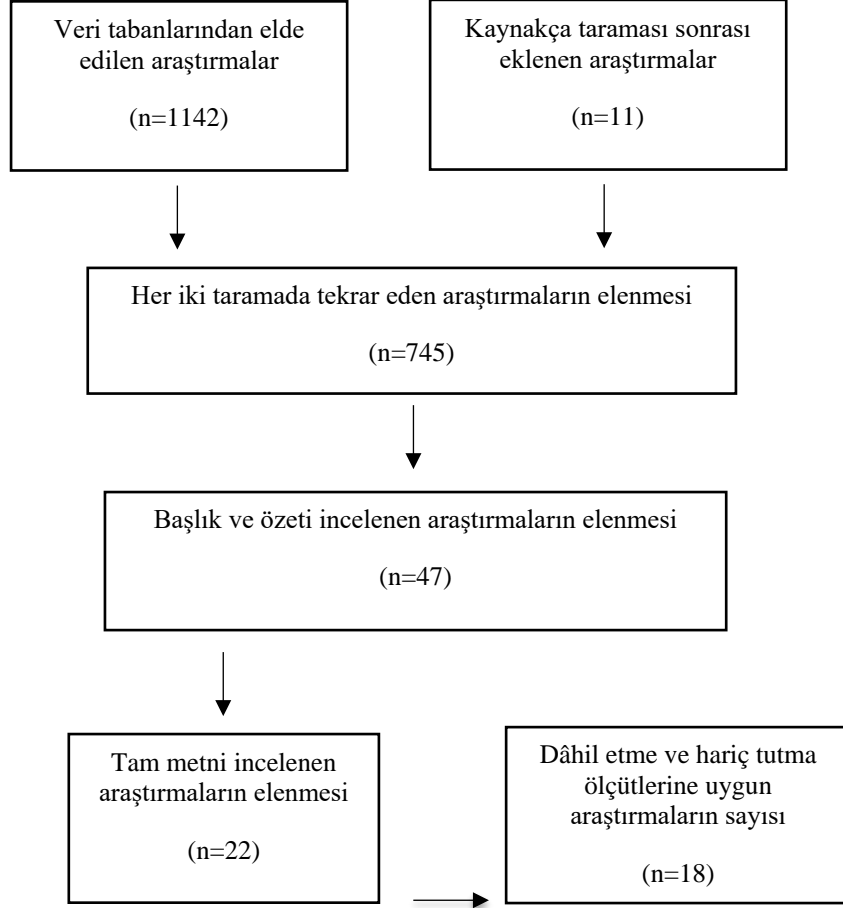 Veri tabanlarından elde
edilen araştırmalar
(n=1142)
Kaynakça taraması sonrası
eklenen araştırmalar
(n=11)
Her iki taramada tekrar eden araştırmaların elenmesi
(n=745)
Başlık ve özeti incelenen araştırmaların elenmesi
(n=47)
Tam metni incelenen
araştırmaların elenmesi
(n=22)
Dâhil etme ve hariç tutma
ölçütlerine uygun
araştırmaların sayısı
(n=18)